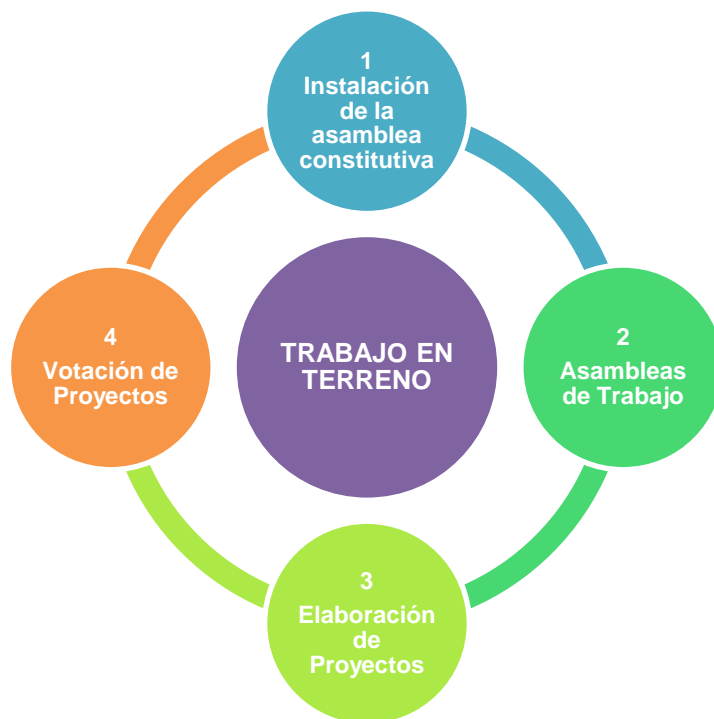 1
Instalación
de la
asamblea
constitutiva
TRABAJO EN
TERRENO
2
Asambleas
de Trabajo
3
Elaboración
de
Proyectos
4
Votación de
Proyectos